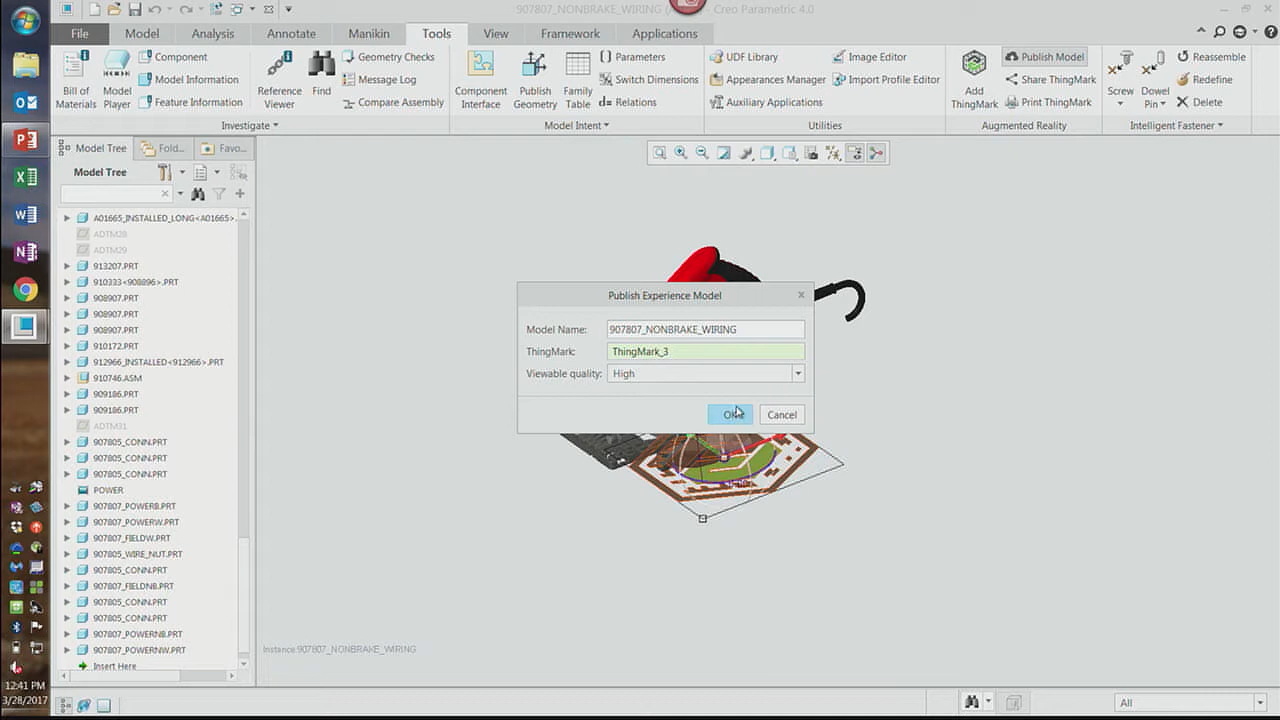 907807_NONBRAKE_WIRING
Creo Parametric 4.0
File
Model
Analysis
Annotate
Manikin
Tools
View
Framework
Applications
Bill of Materials
Model Player
Component
Model Information
Feature Information
Reference Viewer
Find
Geometry Checks
Message Log
Compare Assembly
Component Interface
Publish Geometry
Family Table
Parameters
Switch Dimensions
Relations
UDF Library
Appearances Manager
Auxiliary Applications
Image Editor
Import Profile Editor
Add ThingMark
Publish Model
Share ThingMark
Print ThingMark
Screw
Dowel Pin
Reassemble
Redefine
Delete
Investigate
Model Intent
Utilities
Augmented Reality
Intelligent Fastener
Model Tree
Fold...
Favo...
Model Tree
A01665_INSTALLED_LONG<A01665>.
ADTM28
ADTM29
913207.PRT
910333<908896>.PRT
908907.PRT
908907.PRT
908907.PRT
910172.PRT
912966_INSTALLED<912966>.PRT
910746.ASM
909186.PRT
909186.PRT
ADTM31
907805_CONN.PRT
907805_CONN.PRT
907805_CONN.PRT
POWER
907807_POWERB.PRT
907807_POWERW.PRT
907807_FIELDW.PRT
907805_WIRE_NUT.PRT
907805_CONN.PRT
907807_FIELDNB.PRT
907805_CONN.PRT
907805_CONN.PRT
907807_POWERNB.PRT
907807_POWERNW.PRT
Insert Here
Publish Experience Model
Model Name: 907807_NONBRAKE_WIRING
ThingMark: ThingMark_3
Viewable quality: High
OK
Cancel
Instance:907807_NONBRAKE_WIRING
All
12:41 PM
3/28/2017